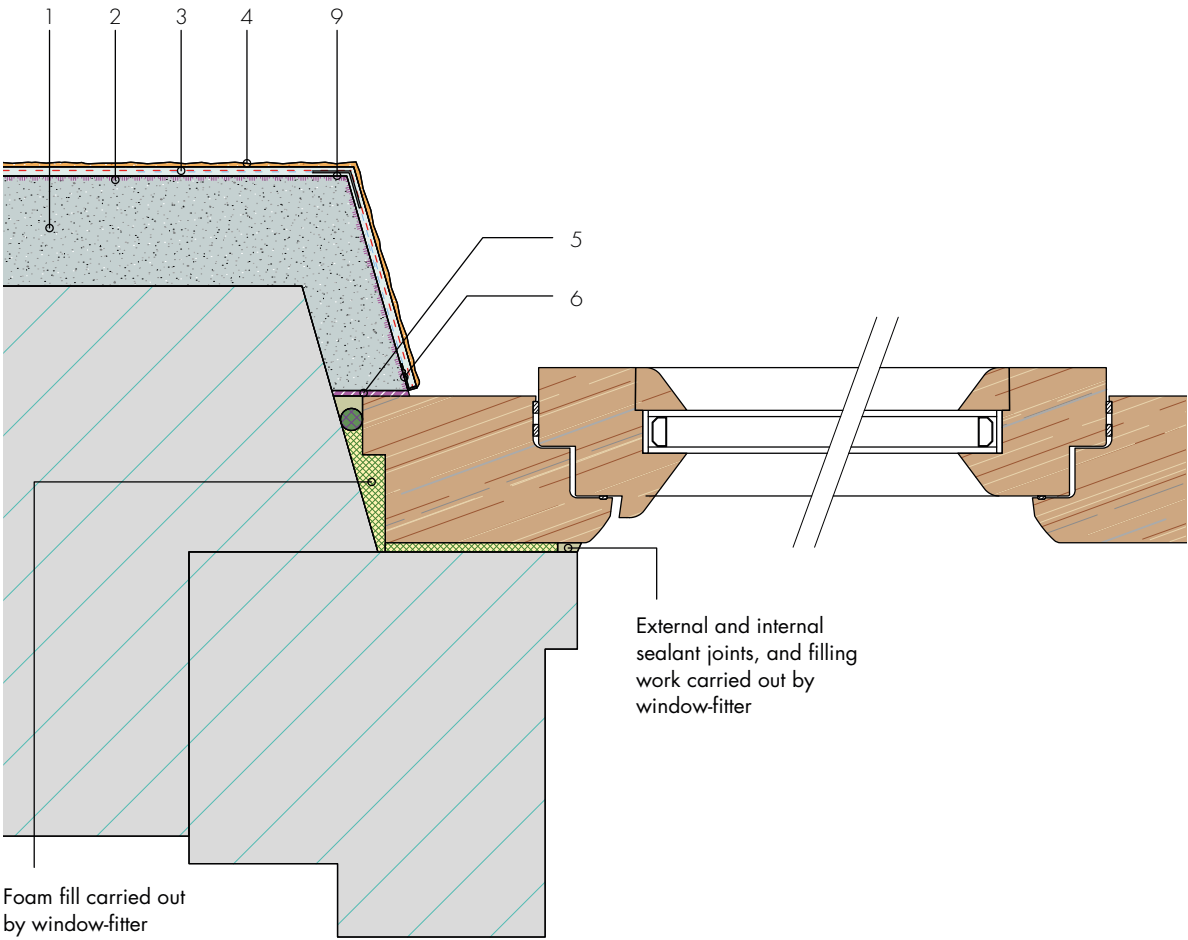 1 2 3 4 9
5
6
External and internal
sealant joints, and filling
work carried out by
window-fitter
Foam fill carried out
by window-fitter